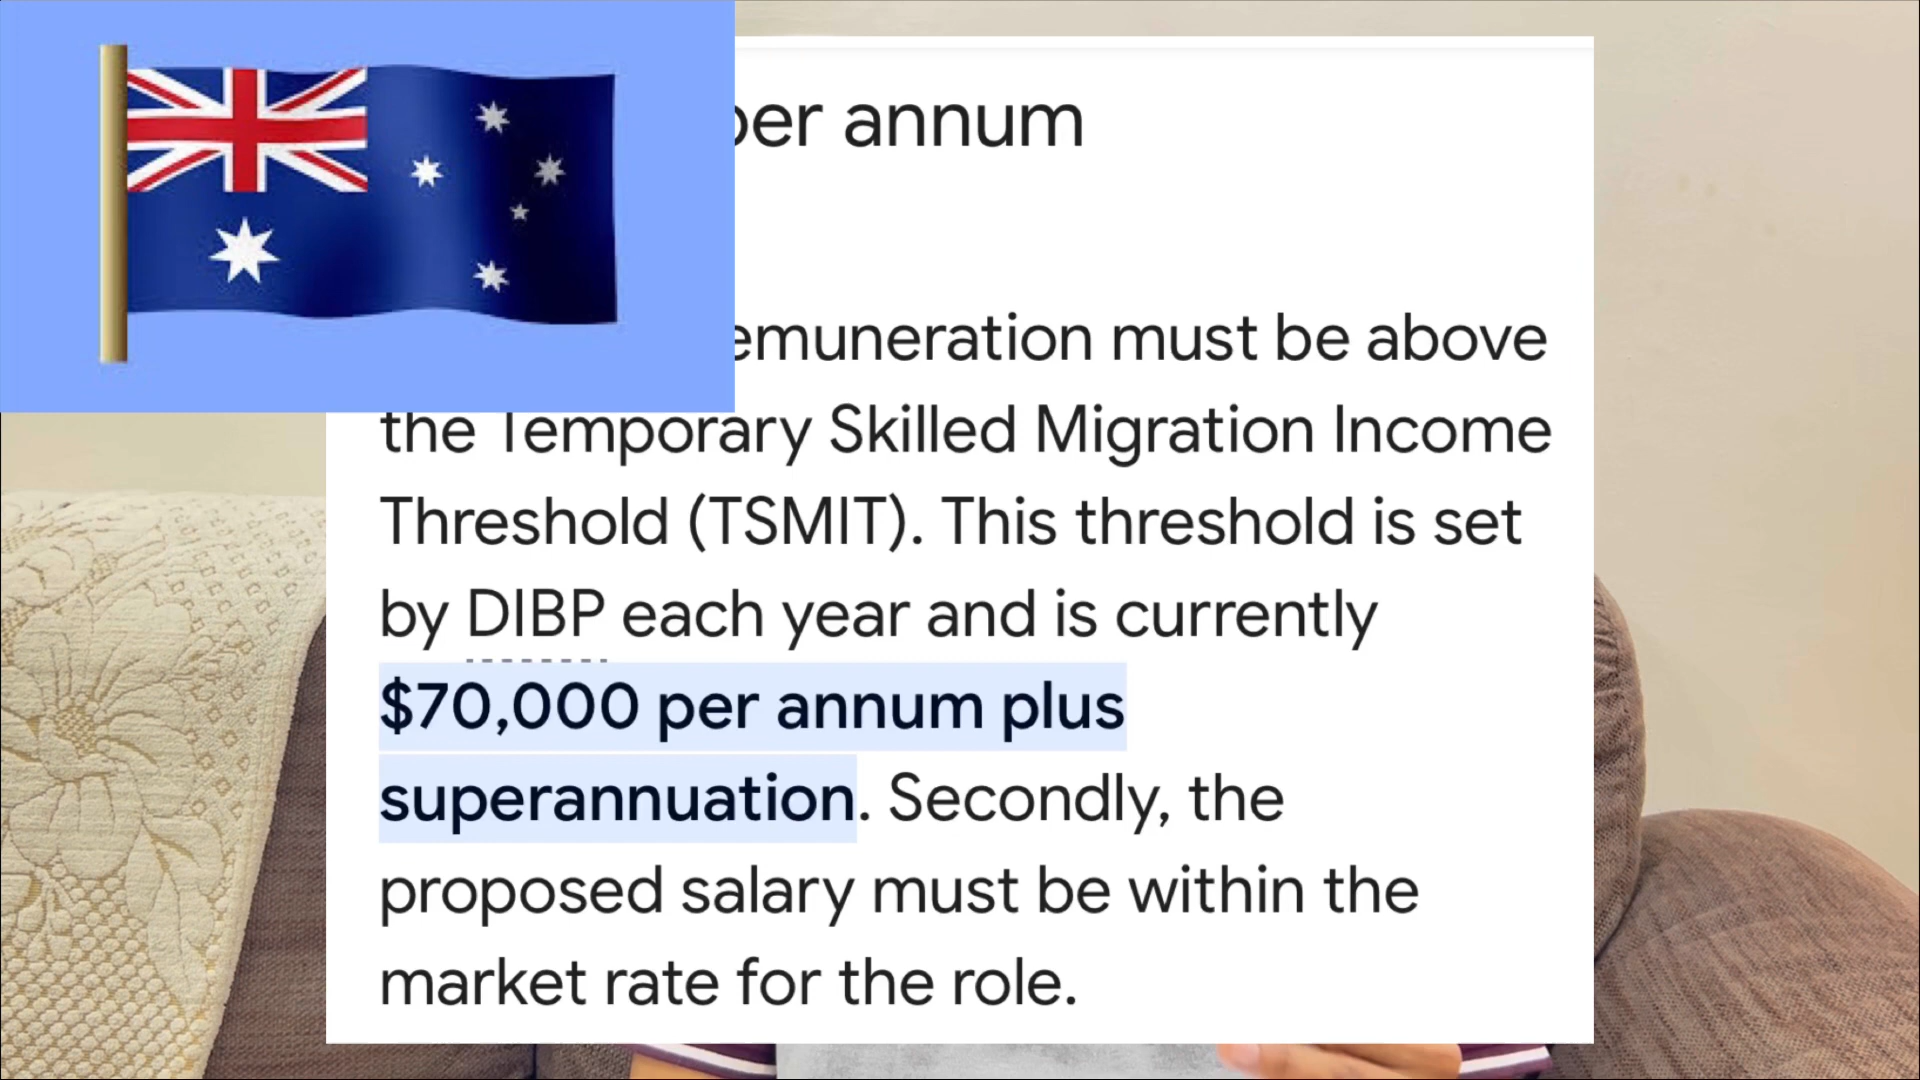 per annum
emuneration must be above
the Temporary Skilled Migration Income
Threshold (TSMIT). This threshold is set
by DIBP each year and is currently
$70,000 per annum plus
superannuation. Secondly, the
proposed salary must be within the
market rate for the role.